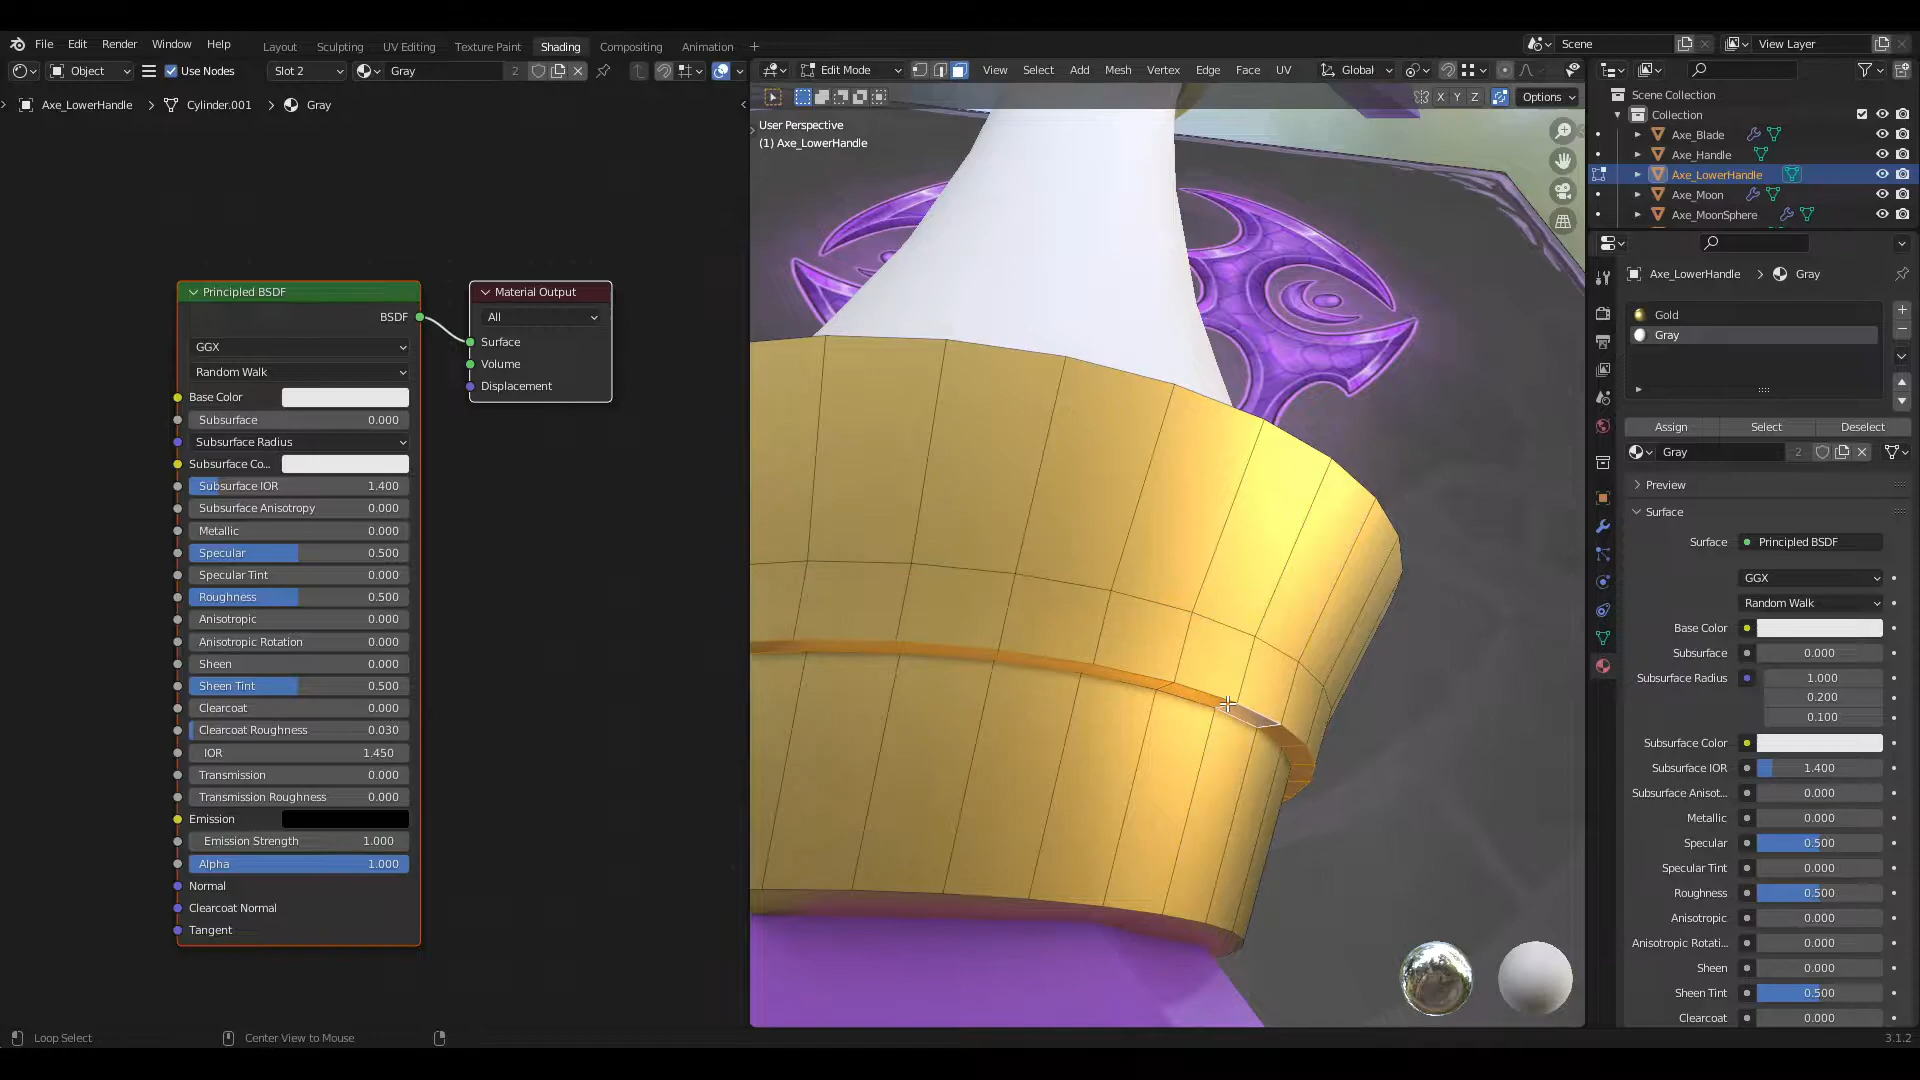 File Edit Render Window Help Layout Sculpting UV Editing Texture Paint Shading Compositing Animation + Scene View Layer
Object Use Nodes Slot 2 Gray 2
Edit Mode View Select Add Mesh Vertex Edge Face UV Global
Axe_LowerHandle > Cylinder.001 > Gray
X Y Z Options
User Perspective
(1) Axe_LowerHandle
Principled BSDF
BSDF
GGX
Random Walk
Base Color
Subsurface 0.000
Subsurface Radius
Subsurface Co...
Subsurface IOR 1.400
Subsurface Anisotropy 0.000
Metallic 0.000
Specular 0.500
Specular Tint 0.000
Roughness 0.500
Anisotropic 0.000
Anisotropic Rotation 0.000
Sheen 0.000
Sheen Tint 0.500
Clearcoat 0.000
Clearcoat Roughness 0.030
IOR 1.450
Transmission 0.000
Transmission Roughness 0.000
Emission
Emission Strength 1.000
Alpha 1.000
Normal
Clearcoat Normal
Tangent
Material Output
All
Surface
Volume
Displacement
Scene Collection
Collection
Axe_Blade
Axe_Handle
Axe_LowerHandle
Axe_Moon
Axe_MoonSphere
Axe_LowerHandle > Gray
Gold
Gray
Assign Select Deselect
Gray 2
Preview
Surface
Surface Principled BSDF
GGX
Random Walk
Base Color
Subsurface 0.000
Subsurface Radius 1.000
0.200
0.100
Subsurface Color
Subsurface IOR 1.400
Subsurface Anisot... 0.000
Metallic 0.000
Specular 0.500
Specular Tint 0.000
Roughness 0.500
Anisotropic 0.000
Anisotropic Rotati... 0.000
Sheen 0.000
Sheen Tint 0.500
Clearcoat 0.000
Loop Select Center View to Mouse 3.1.2